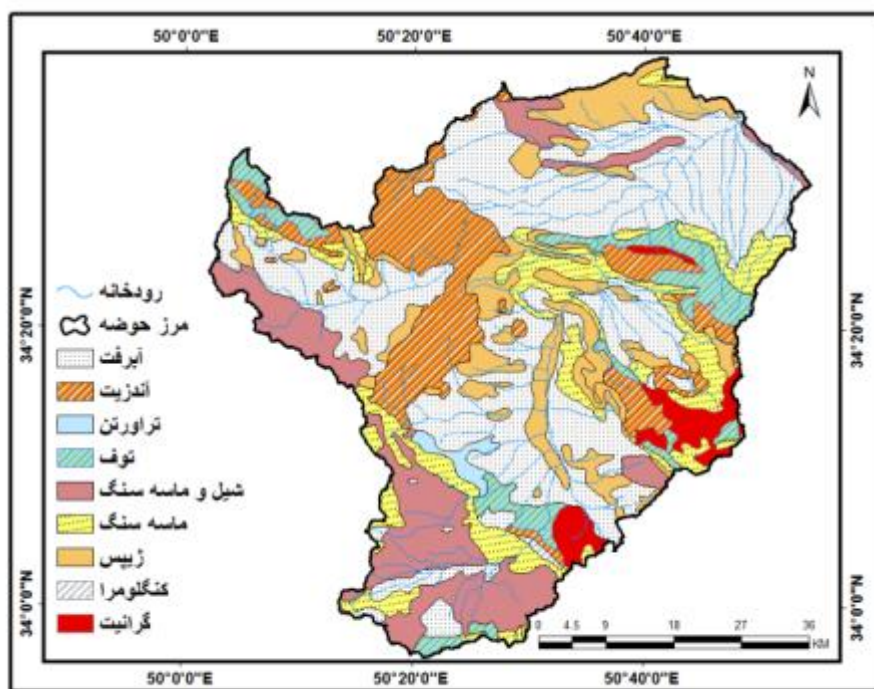 50°0'0"E 50°20'0"E 50°40'0"E
N
34°20'0"N 34°20'0"N
رودخانه
مرز حوضه
آبرفت
آندزیت
تراورتن
توف
شیل و ماسه سنگ
ماسه سنگ
ژیپس
کنگلومرا
گرانیت
34°0'0"N 34°0'0"N
0 4.5 9 18 27 36
KM
50°0'0"E 50°20'0"E 50°40'0"E